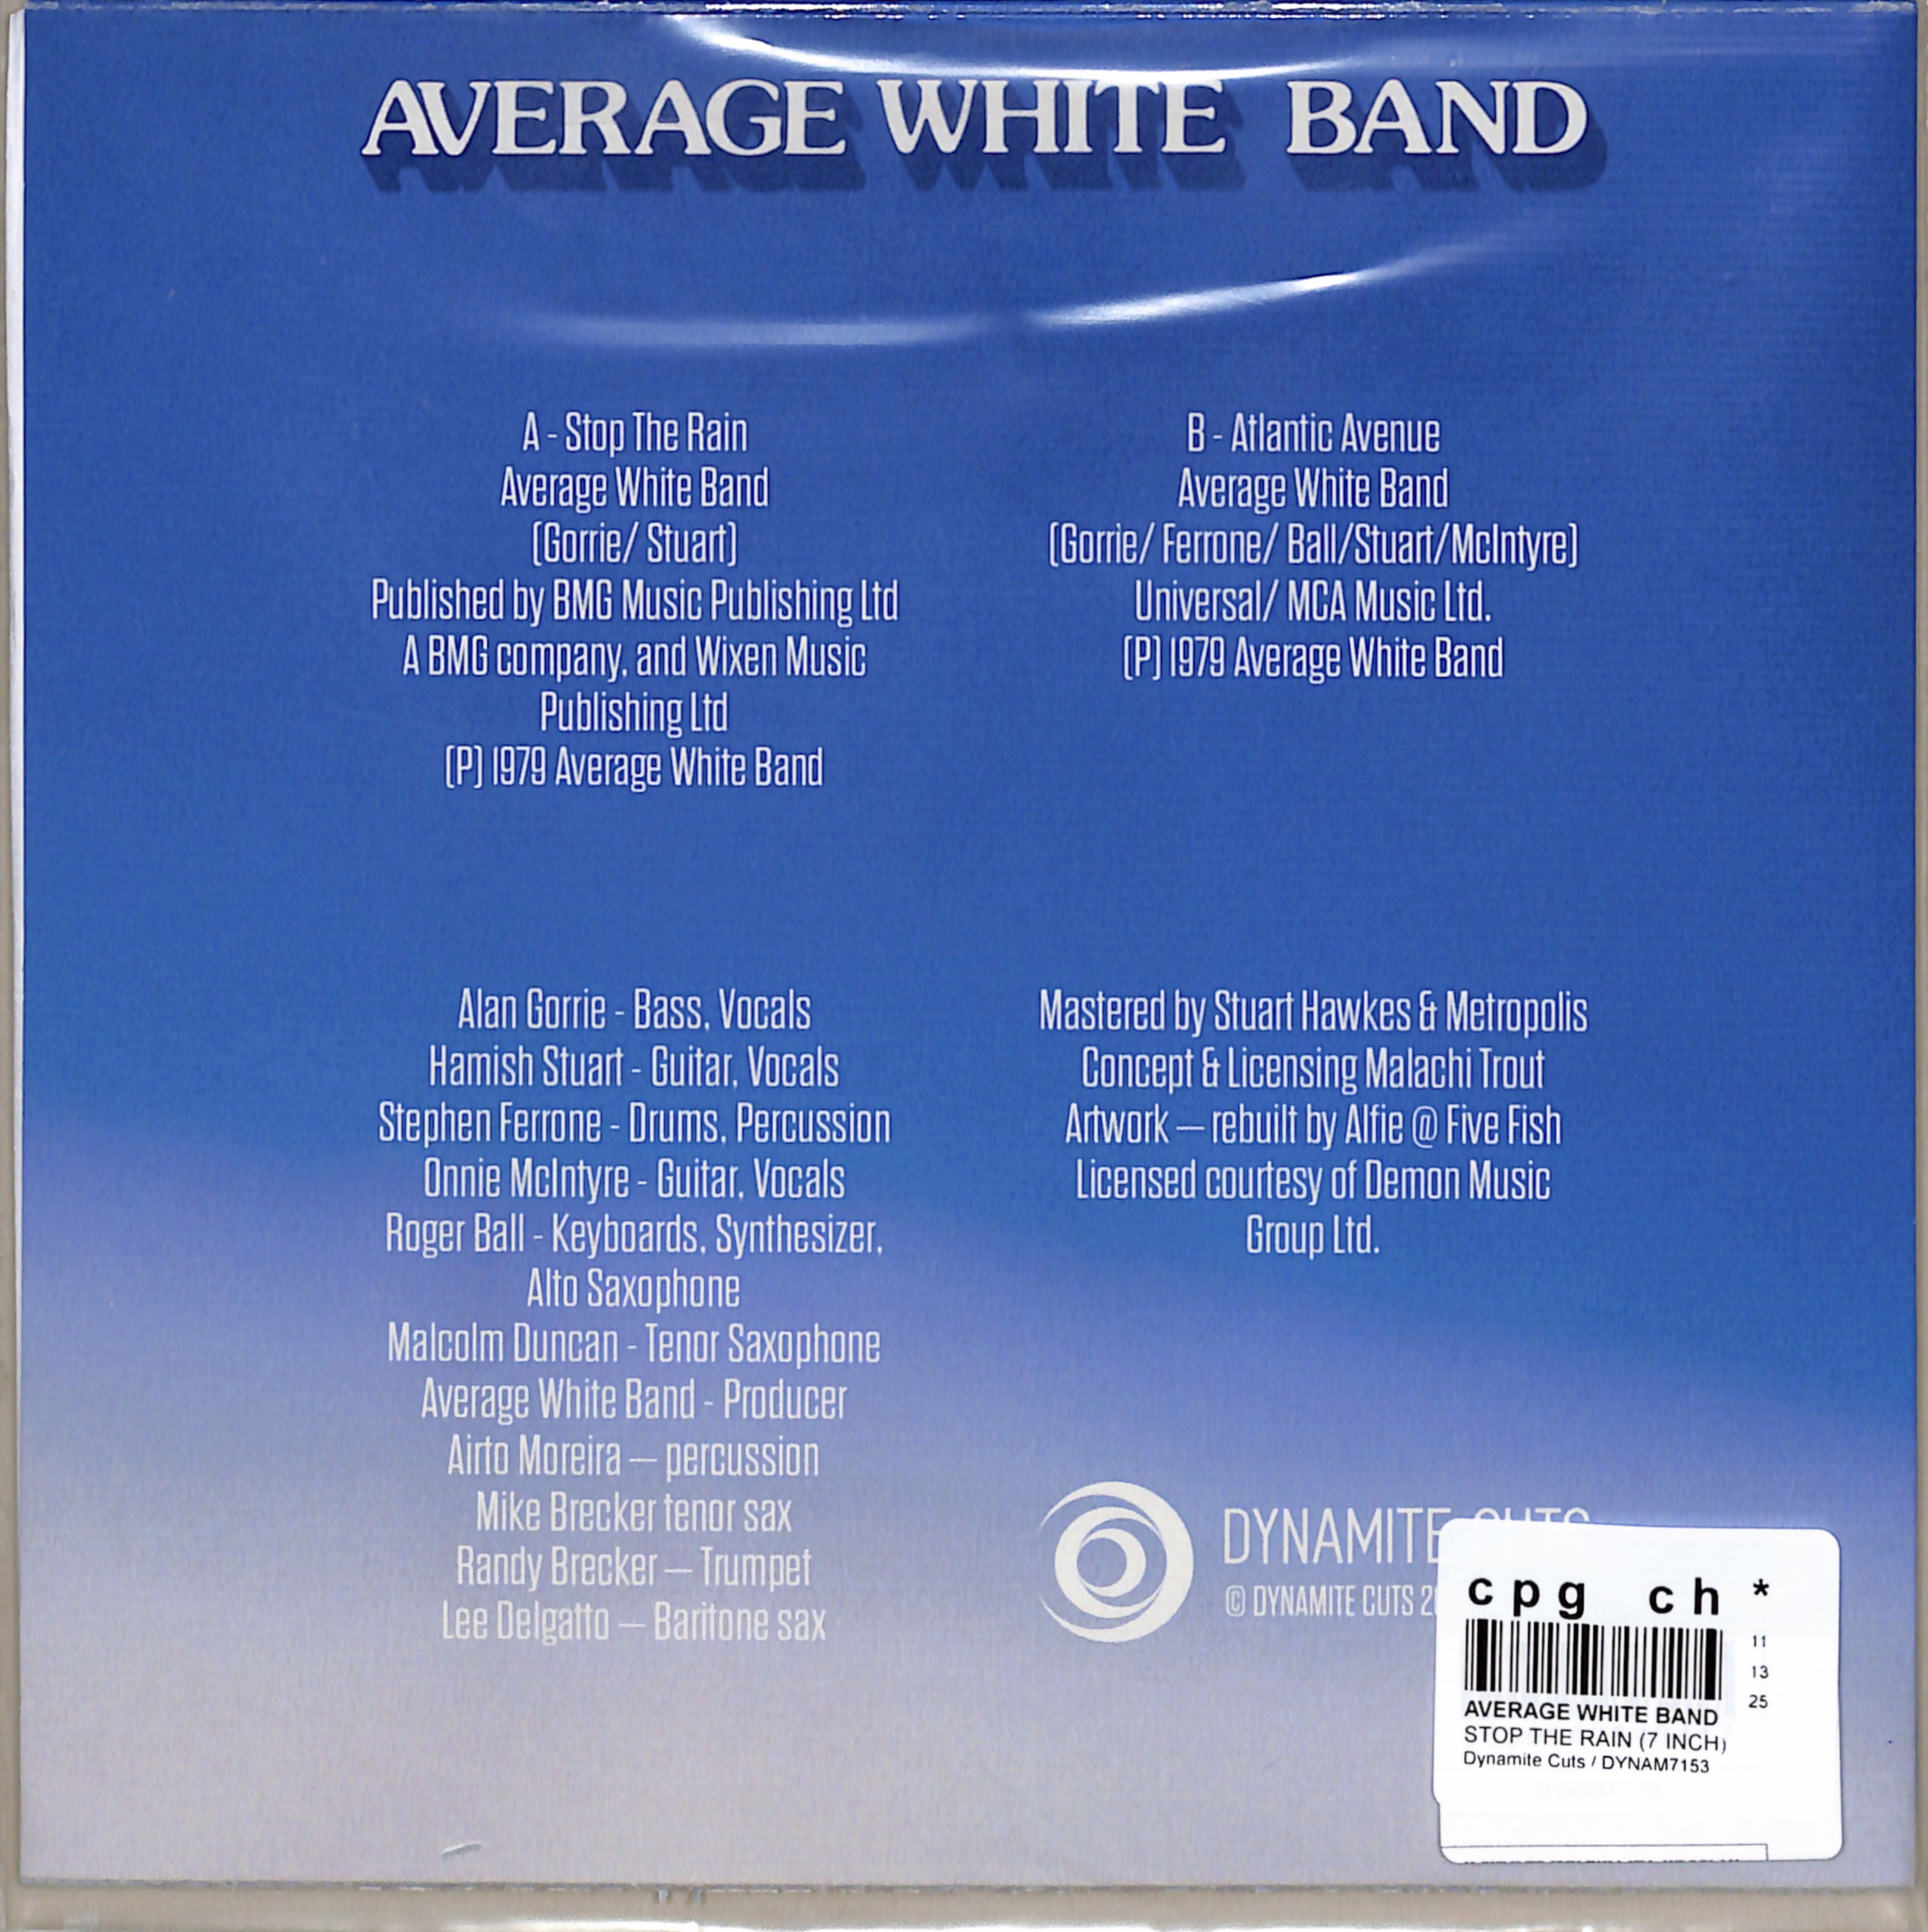 AVERAGE WHITE BAND
A - Stop The Rain
Average White Band
(Gorrie/ Stuart)
Published by BMG Music Publishing Ltd
A BMG company, and Wixen Music
Publishing Ltd
(P) 1979 Average White Band
B - Atlantic Avenue
Average White Band
(Gorrie/ Ferrone/ Ball/Stuart/McIntyre)
Universal/ MCA Music Ltd.
(P) 1979 Average White Band
Alan Gorrie - Bass, Vocals
Hamish Stuart - Guitar, Vocals
Stephen Ferrone - Drums, Percussion
Onnie McIntyre - Guitar, Vocals
Roger Ball - Keyboards, Synthesizer,
Alto Saxophone
Malcolm Duncan - Tenor Saxophone
Average White Band - Producer
Airto Moreira — percussion
Mike Brecker tenor sax
Randy Brecker — Trumpet
Lee Delgatto — Baritone sax
Mastered by Stuart Hawkes & Metropolis
Concept & Licensing Malachi Trout
Artwork — rebuilt by Alfie @ Five Fish
Licensed courtesy of Demon Music
Group Ltd.
DYNAMITE CUTS
© DYNAMITE CUTS
cpg ch *
11
13
25
AVERAGE WHITE BAND
STOP THE RAIN (7 INCH)
Dynamite Cuts / DYNAM7153